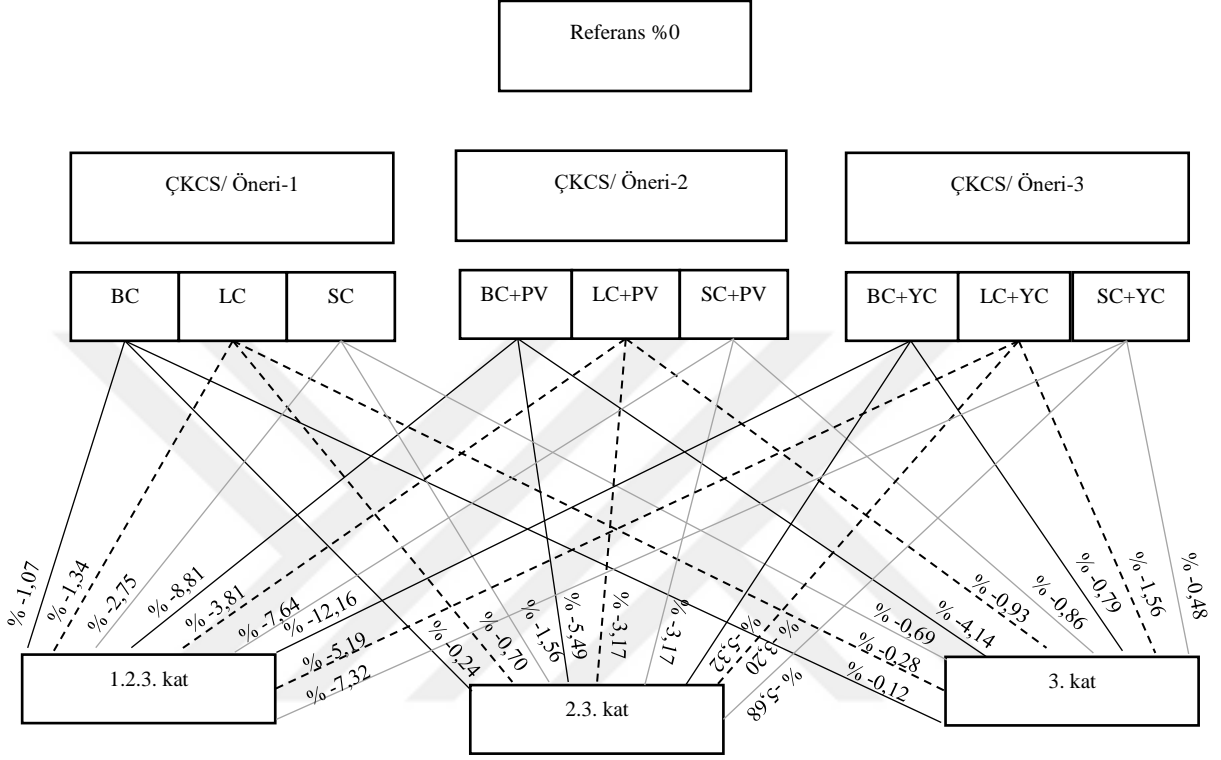 Referans %0
ÇKCS/ Öneri-1
ÇKCS/ Öneri-2
ÇKCS/ Öneri-3
BC
LC
SC
BC+PV
LC+PV
SC+PV
BC+YC
LC+YC
SC+YC
% -1,07
% -1,34
% -2,75
% -8,81
% -3,81
% -7,64
% -12,16
% -5,19
% -7,32
% -0,24
% -0,70
% -1,56
% -5,49
% -3,17
% -3,17
% -5,32
% -3,20
% -5,68
% -0,12
% -0,28
% -0,69
% -4,14
% -0,93
% -0,86
% -0,79
% -1,56
% -0,48
1.2.3. kat
2.3. kat
3. kat